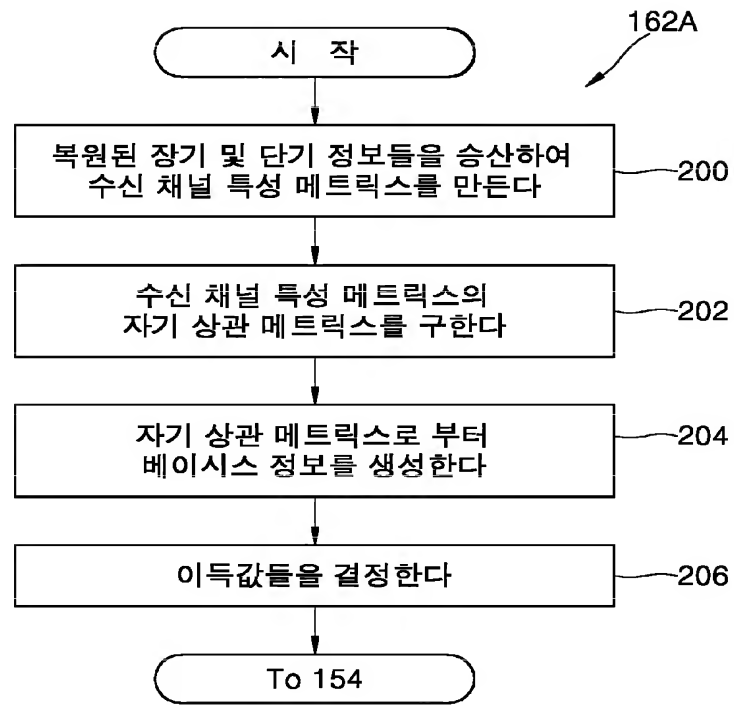 162A
시 작
복원된 장기 및 단기 정보들을 승산하여
수신 채널 특성 메트릭스를 만든다
200
수신 채널 특성 메트릭스의
자기 상관 메트릭스를 구한다
202
자기 상관 메트릭스로 부터
베이시스 정보를 생성한다
204
이득값들을 결정한다
206
To 154